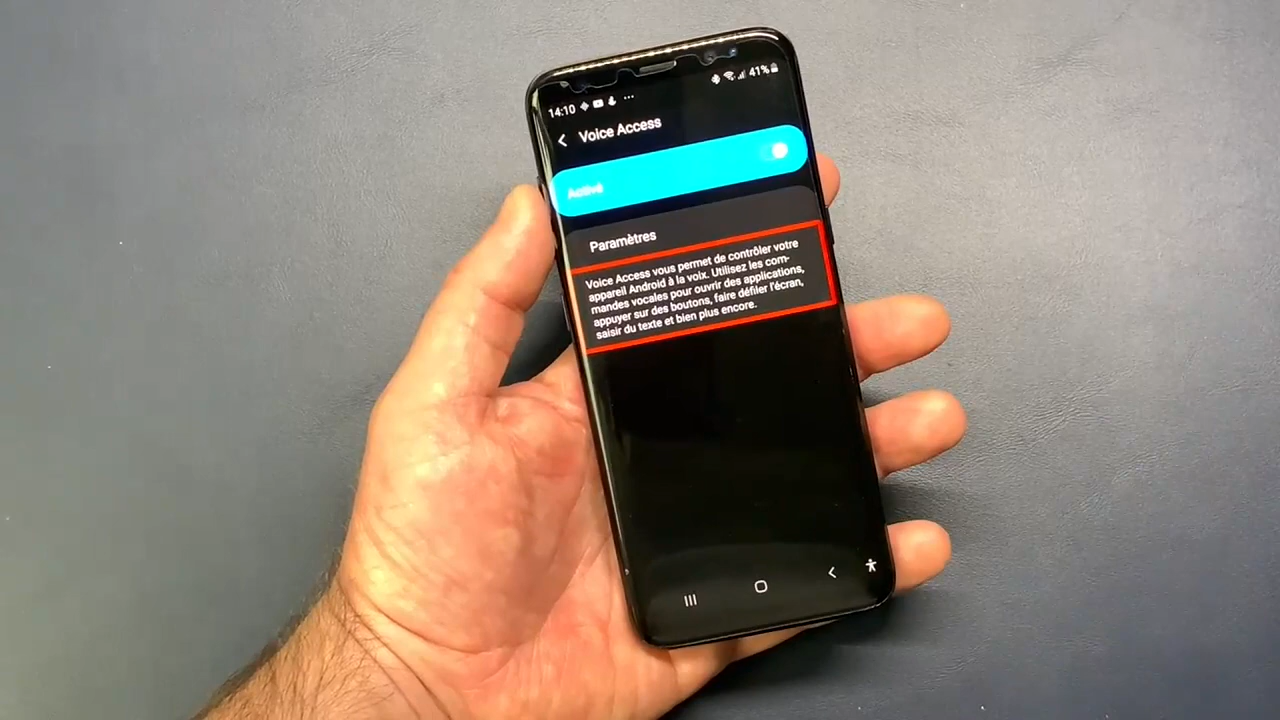 14:10
41%
Voice Access
Activé
Paramètres
Voice Access vous permet de contrôler votre
appareil Android à la voix. Utilisez les com-
mandes vocales pour ouvrir des applications,
appuyer sur des boutons, faire défiler l'écran,
saisir du texte et bien plus encore.